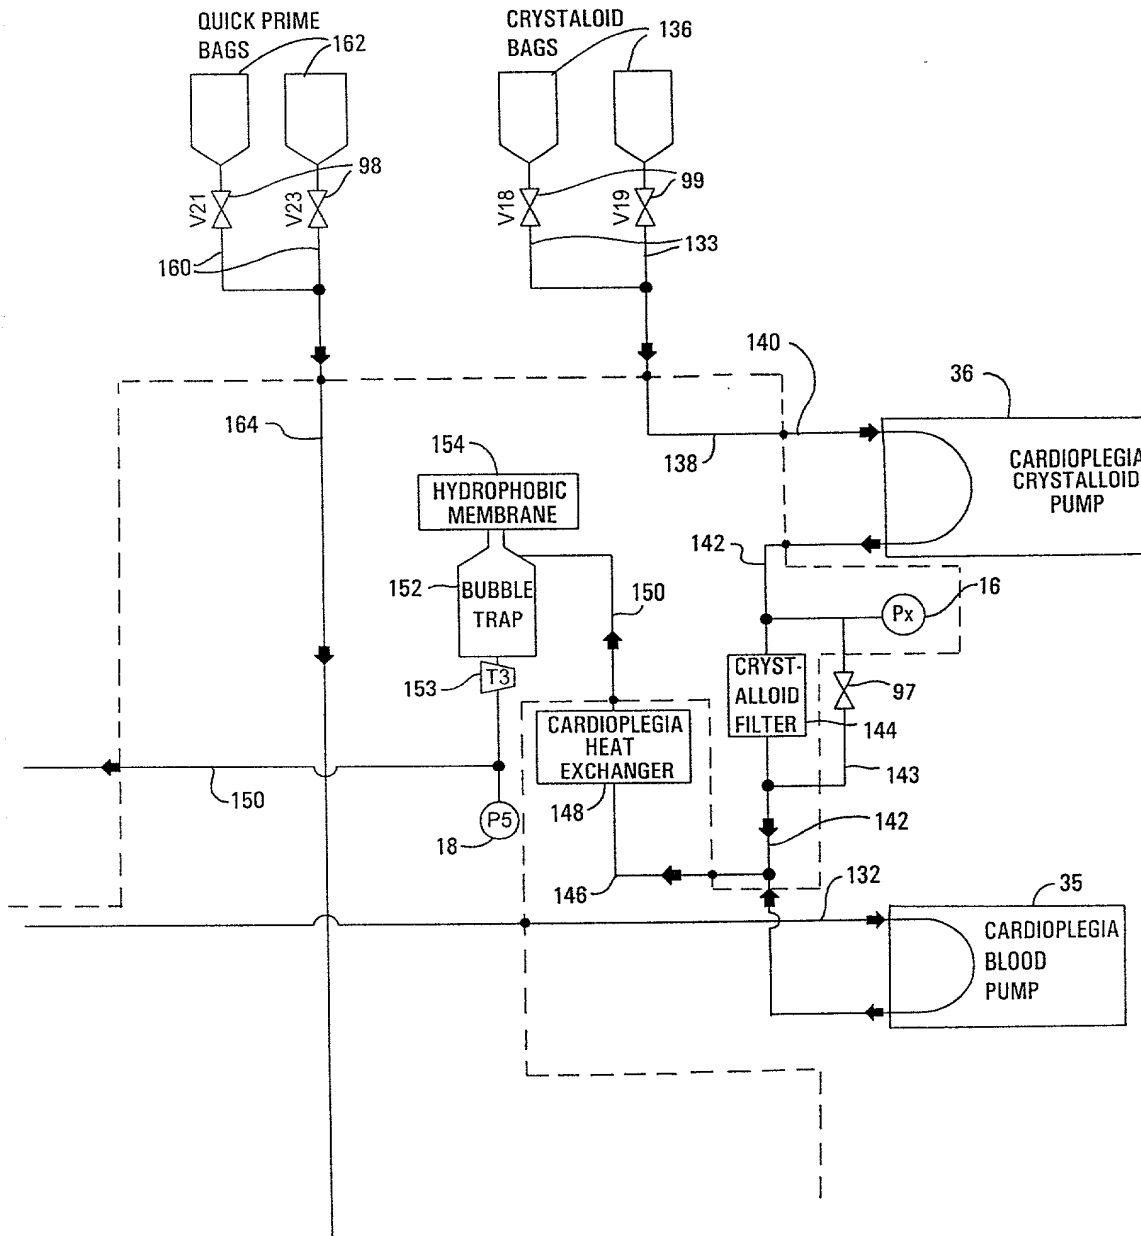 QUICK PRIME
BAGS
162
CRYSTALOID
BAGS
136
98
99
V21
V23
V18
V19
160
133
140
36
164
138
CARDIOPLEGIA
CRYSTALLOID
PUMP
154
HYDROPHOBIC
MEMBRANE
142
152
BUBBLE
TRAP
150
16
Px
153
T3
CRYST-
ALLOID
FILTER
97
144
CARDIOPLEGIA
HEAT
EXCHANGER
143
150
148
P5
18
142
146
132
35
CARDIOPLEGIA
BLOOD
PUMP